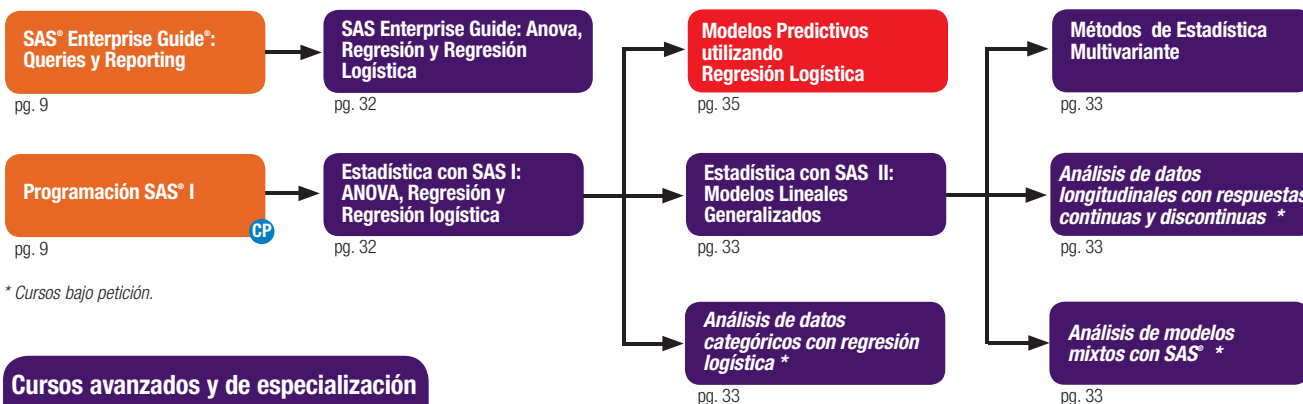 SAS® Enterprise Guide®:
Queries y Reporting
pg. 9
SAS Enterprise Guide: Anova,
Regresión y Regresión
Logística
pg. 32
Modelos Predictivos
utilizando
Regresión Logística
pg. 35
Métodos de Estadística
Multivariante
pg. 33
Programación SAS® I
CP
pg. 9
Estadística con SAS I:
ANOVA, Regresión y
Regresión logística
pg. 32
Estadística con SAS II:
Modelos Lineales
Generalizados
pg. 33
Análisis de datos
longitudinales con respuestas
continuas y discontinuas *
pg. 33
* Cursos bajo petición.
Análisis de datos
categóricos con regresión
logística *
pg. 33
Análisis de modelos
mixtos con SAS® *
pg. 33
Cursos avanzados y de especialización